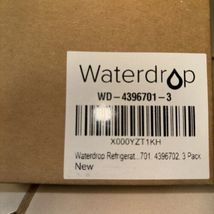 Waterdrop
WD-4396701-3
X000YZT1KH
Waterdrop Refrigerat...701, 4396702, 3 Pack
New